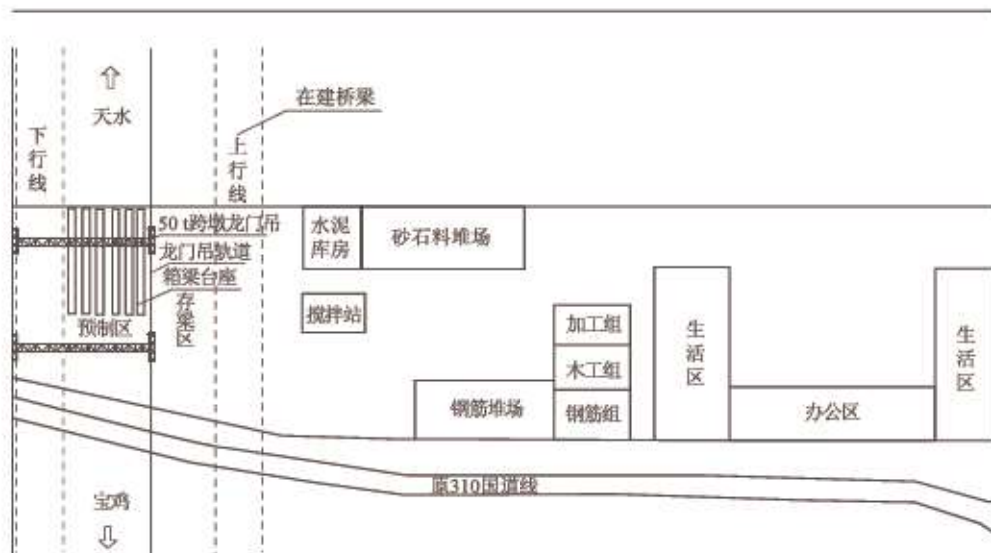 在建桥梁
天水
下行线
上行线
50 t跨墩龙门吊
龙门吊轨道
箱梁台座
预制区
存梁区
水泥
库房
砂石料堆场
搅拌站
加工组
木工组
钢筋组
钢筋堆场
生活区
办公区
生活区
原310国道线
宝鸡